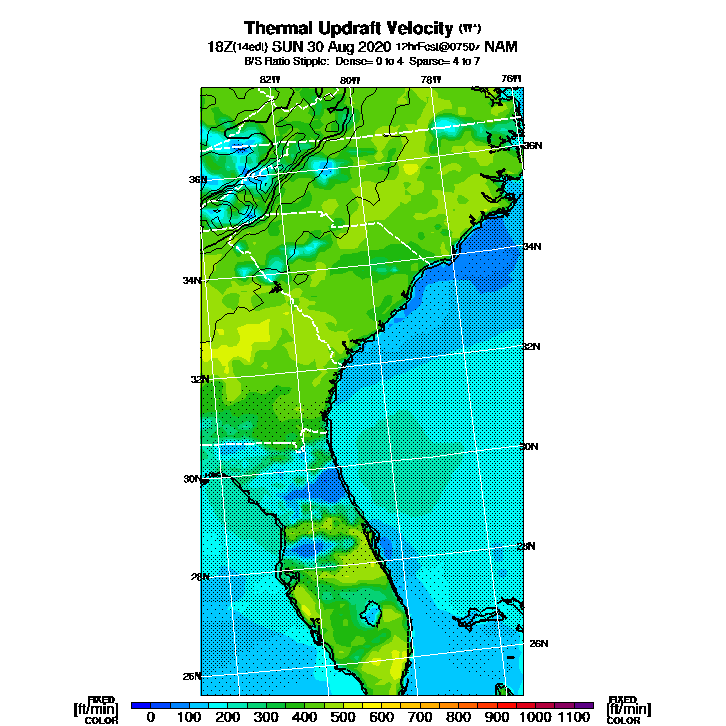 Thermal Updraft Velocity (W*)
18Z(14edt) SUN 30 Aug 2020 12hrFcst@0750z NAM
B/S Ratio Stipple: Dense= 0 to 4 Sparse= 4 to 7
82W 80W 78W 76W
36N
36N
34N
34N
32N
32N
30N
30N
28N
28N
26N
26N
FIXED FIXED
[ft/min] [ft/min]
COLOR COLOR
0 100 200 300 400 500 600 700 800 900 1000 1100